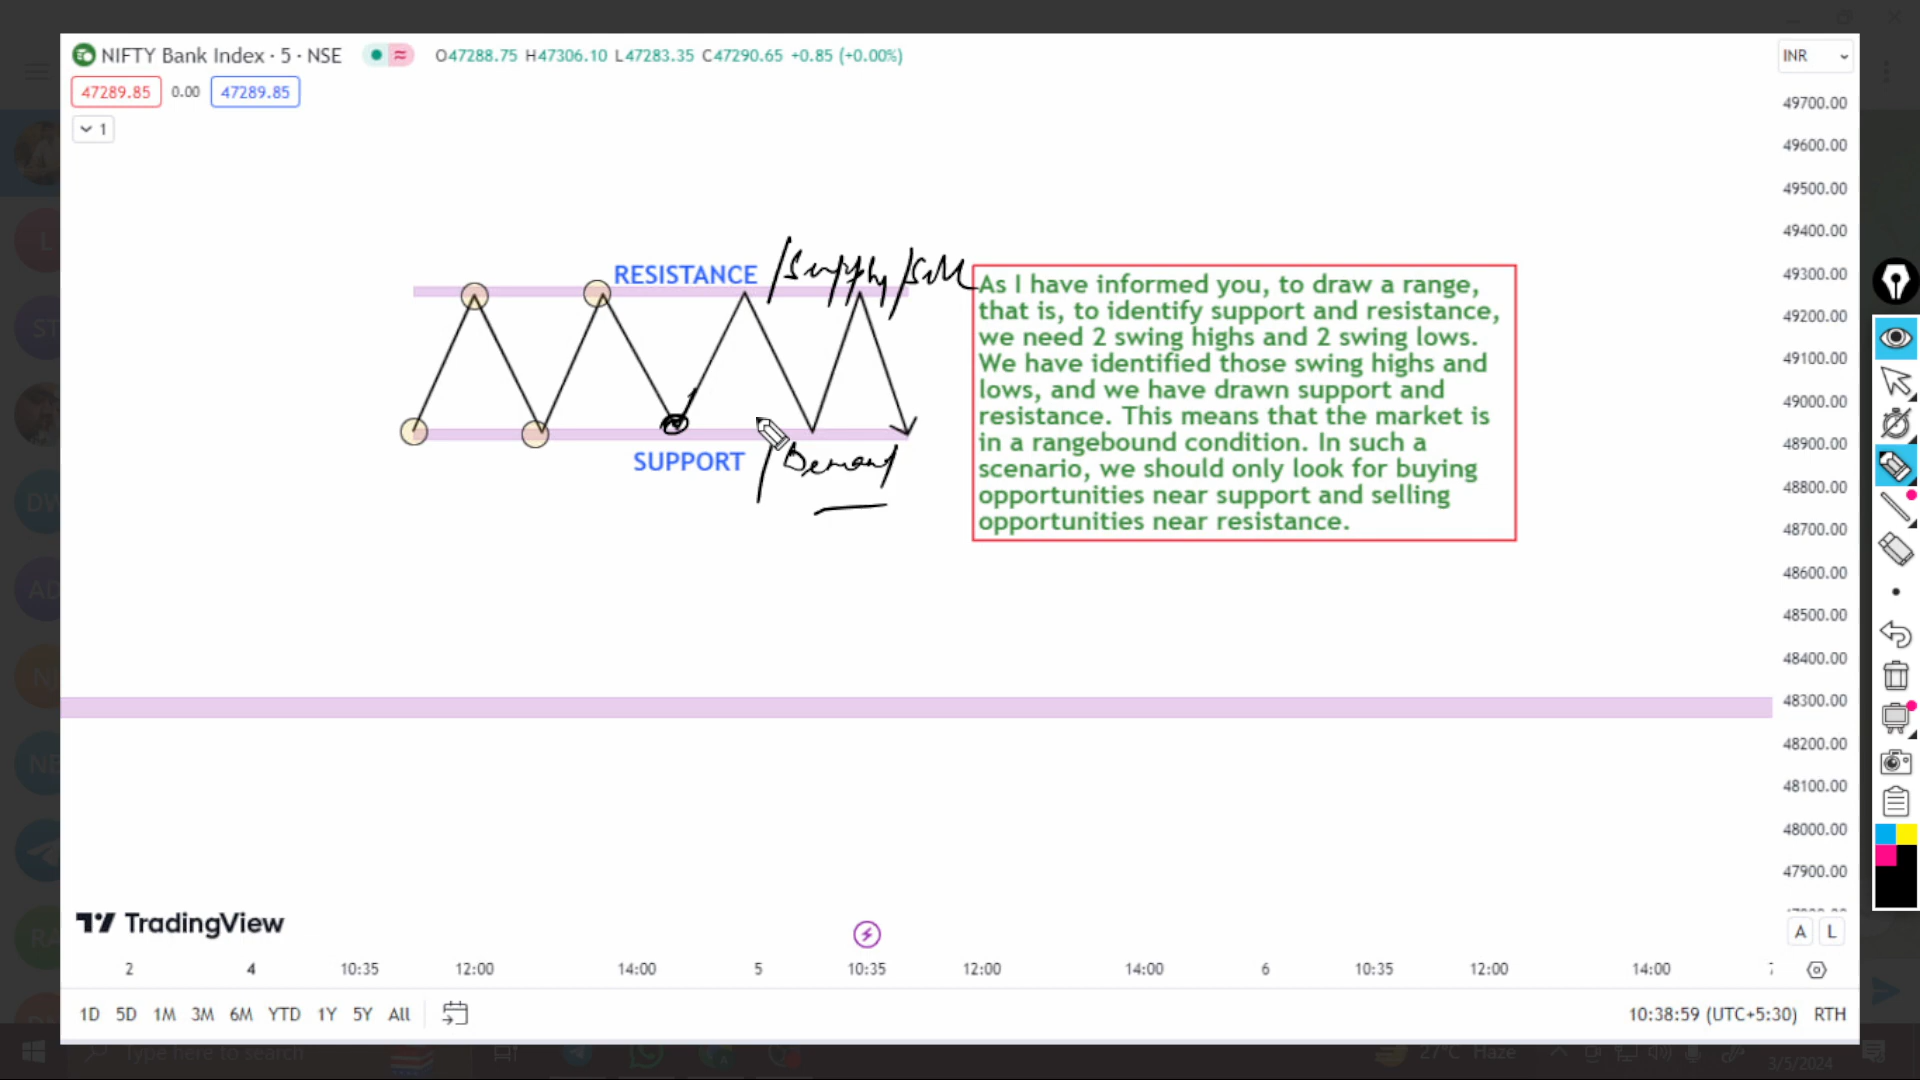 NIFTY Bank Index · 5 · NSE
O47288.75 H47306.10 L47283.35 C47290.65 +0.85 (+0.00%)
INR
47289.85 0.00 47289.85
1
49700.00
49600.00
49500.00
49400.00
49300.00
49200.00
49100.00
49000.00
48900.00
48800.00
48700.00
48600.00
48500.00
48400.00
48300.00
48200.00
48100.00
48000.00
47900.00
RESISTANCE /Supply/Sell
SUPPORT /Demand
As I have informed you, to draw a range,
that is, to identify support and resistance,
we need 2 swing highs and 2 swing lows.
We have identified those swing highs and
lows, and we have drawn support and
resistance. This means that the market is
in a rangebound condition. In such a
scenario, we should only look for buying
opportunities near support and selling
opportunities near resistance.
TradingView
A L
2 4 10:35 12:00 14:00 5 10:35 12:00 14:00 6 10:35 12:00 14:00
1D 5D 1M 3M 6M YTD 1Y 5Y All
10:38:59 (UTC+5:30) RTH
Type here to search
27°C Haze
3/5/2024